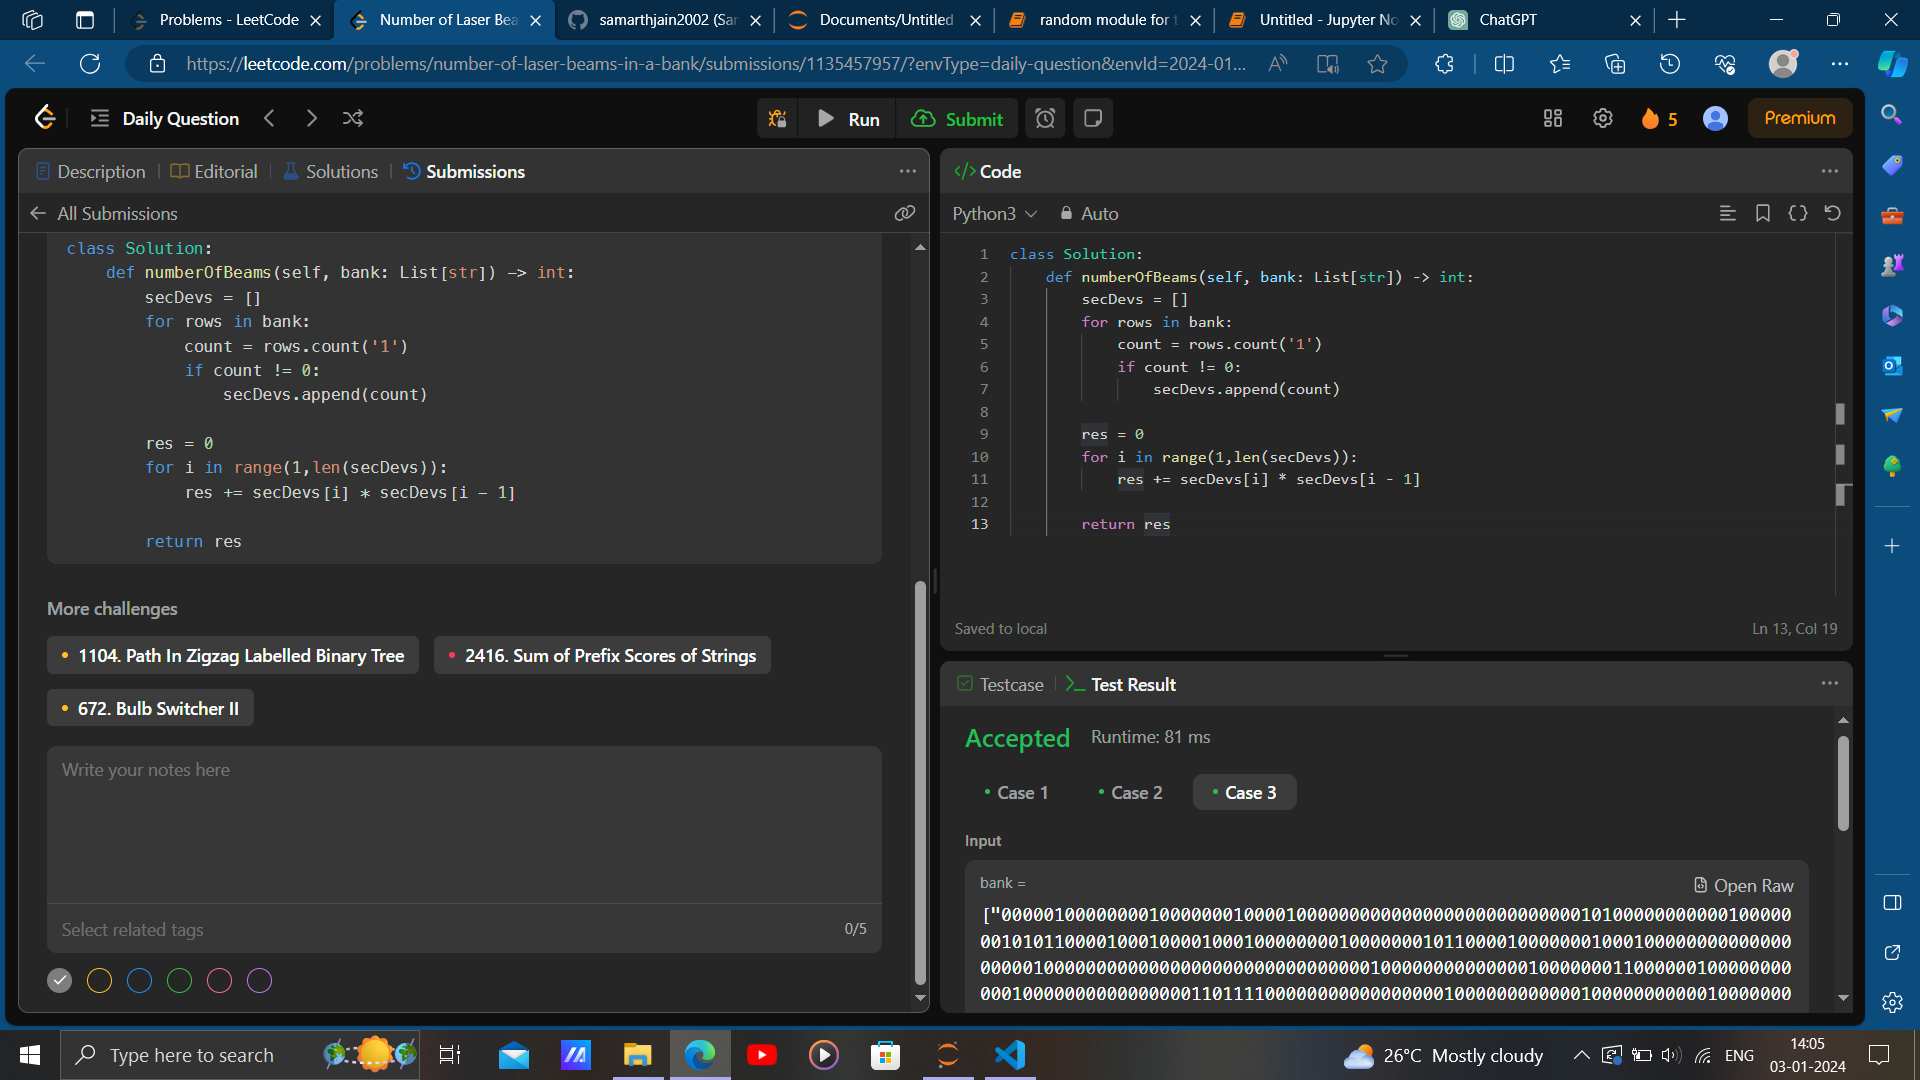 Problems - LeetCode
Number of Laser Bea
samarthjain2002 (Sar
Documents/Untitled
random module for t
Untitled - Jupyter No
ChatGPT
https://leetcode.com/problems/number-of-laser-beams-in-a-bank/submissions/1135457957/?envType=daily-question&envId=2024-01...
Daily Question
Run
Submit
5
Premium
Description
Editorial
Solutions
Submissions
All Submissions
class Solution:
def numberOfBeams(self, bank: List[str]) -> int:
secDevs = []
for rows in bank:
count = rows.count('1')
if count != 0:
secDevs.append(count)
res = 0
for i in range(1,len(secDevs)):
res += secDevs[i] * secDevs[i - 1]
return res
More challenges
1104. Path In Zigzag Labelled Binary Tree
2416. Sum of Prefix Scores of Strings
672. Bulb Switcher II
Write your notes here
Select related tags
0/5
</> Code
Python3
Auto
1 class Solution:
2 def numberOfBeams(self, bank: List[str]) -> int:
3 secDevs = []
4 for rows in bank:
5 count = rows.count('1')
6 if count != 0:
7 secDevs.append(count)
8
9 res = 0
10 for i in range(1,len(secDevs)):
11 res += secDevs[i] * secDevs[i - 1]
12
13 return res
Saved to local
Ln 13, Col 19
Testcase
Test Result
Accepted
Runtime: 81 ms
Case 1
Case 2
Case 3
Input
bank =
Open Raw
Type here to search
26°C Mostly cloudy
ENG
14:05
03-01-2024